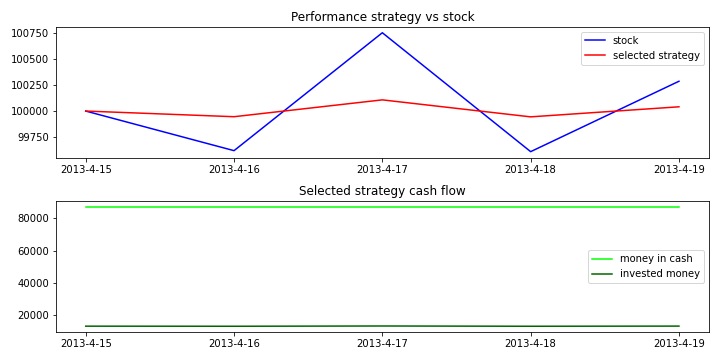 Performance strategy vs stock
100750
100500
100250
100000
99750
stock
selected strategy
2013-4-15 2013-4-16 2013-4-17 2013-4-18 2013-4-19
Selected strategy cash flow
80000
60000
40000
20000
money in cash
invested money
2013-4-15 2013-4-16 2013-4-17 2013-4-18 2013-4-19